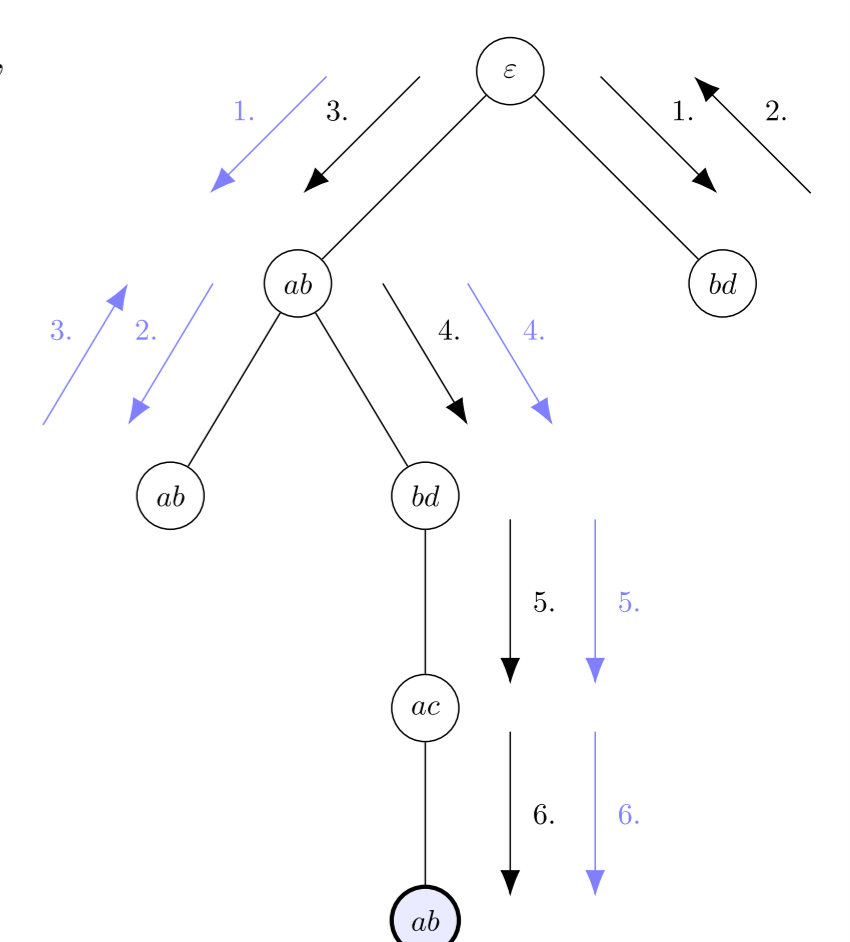 ,
ε
1. 3. 1. 2.
ab bd
3. 2. 4. 4.
ab bd
5. 5.
ac
6. 6.
ab